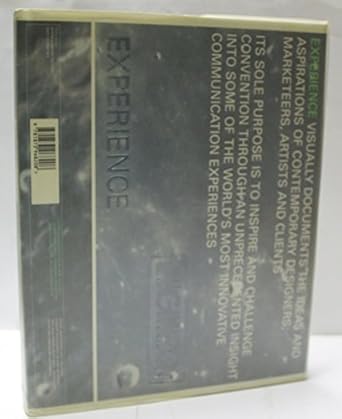 EXPERIENCE VISUALLY DOCUMENTS THE IDEAS AND
ASPIRATIONS OF CONTEMPORARY DESIGNERS,
MARKETEERS, ARTISTS AND CLIENTS
ITS SOLE PURPOSE IS TO INSPIRE AND CHALLENGE
CONVENTION THROUGH AN UNPRECEDENTED INSIGHT
INTO SOME OF THE WORLD'S MOST INNOVATIVE
COMMUNICATION EXPERIENCES
EXPERIENCE